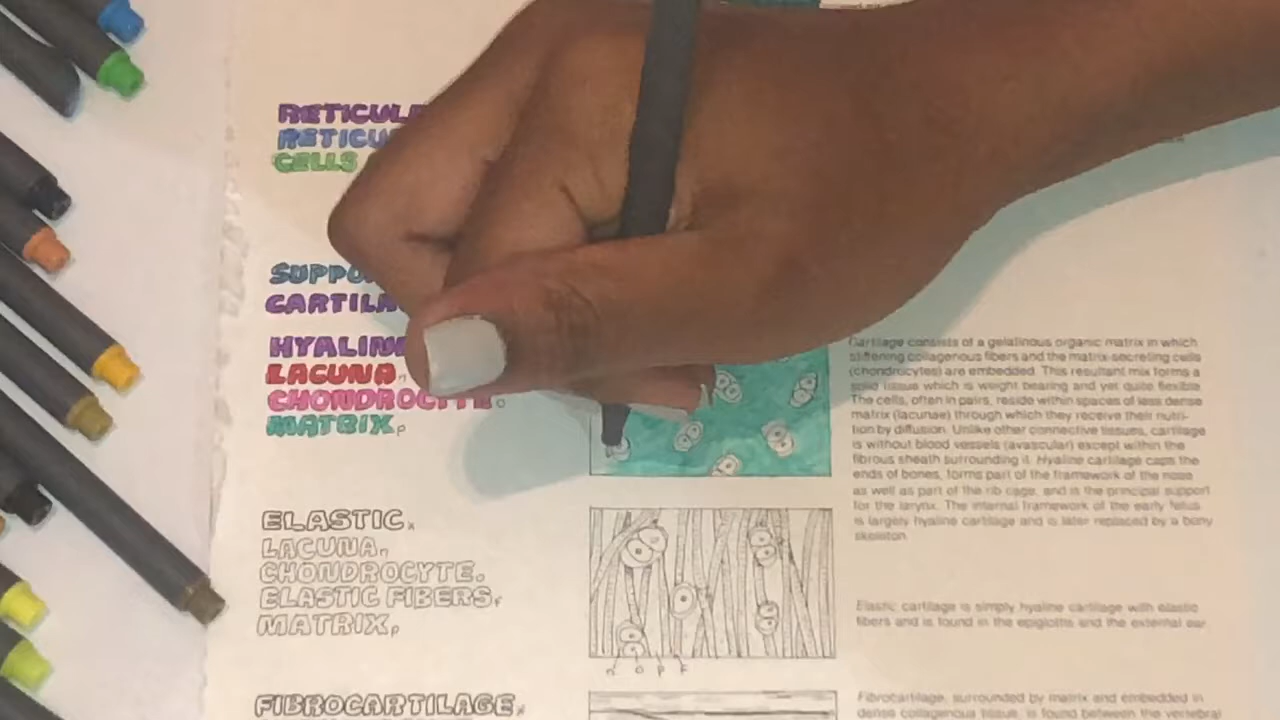 RETICUL
RETICU
CELLS
SUPPO
CARTILA
HYALINE
LACUNA
CHONDROCYTE
MATRIX P
Cartilage consists of a gelatinous organic matrix in which
stiffening collagenous fibers and the matrix-secreting cells
(chondrocytes) are embedded. This resultant mix forms a
solid tissue which is weight bearing and yet quite flexible.
The cells, often in pairs, reside within spaces of less dense
matrix (lacunae) through which they receive their nutri-
tion by diffusion. Unlike other connective tissues, cartilage
is without blood vessels (avascular) except within the
fibrous sheath surrounding it. Hyaline cartilage caps the
ends of bones, forms part of the framework of the nose
as well as part of the rib cage, and is the principal support
for the larynx. The internal framework of the early fetus
is largely hyaline cartilage and is later replaced by a bony
skeleton.
ELASTIC
LACUNA
CHONDROCYTE
ELASTIC FIBERS
MATRIX P
Elastic cartilage is simply hyaline cartilage with elastic
fibers and is found in the epiglottis and the external ear.
FIBROCARTILAGE
Fibrocartilage, surrounded by matrix and embedded in
dense collagenous tissue, is found between the vertebral